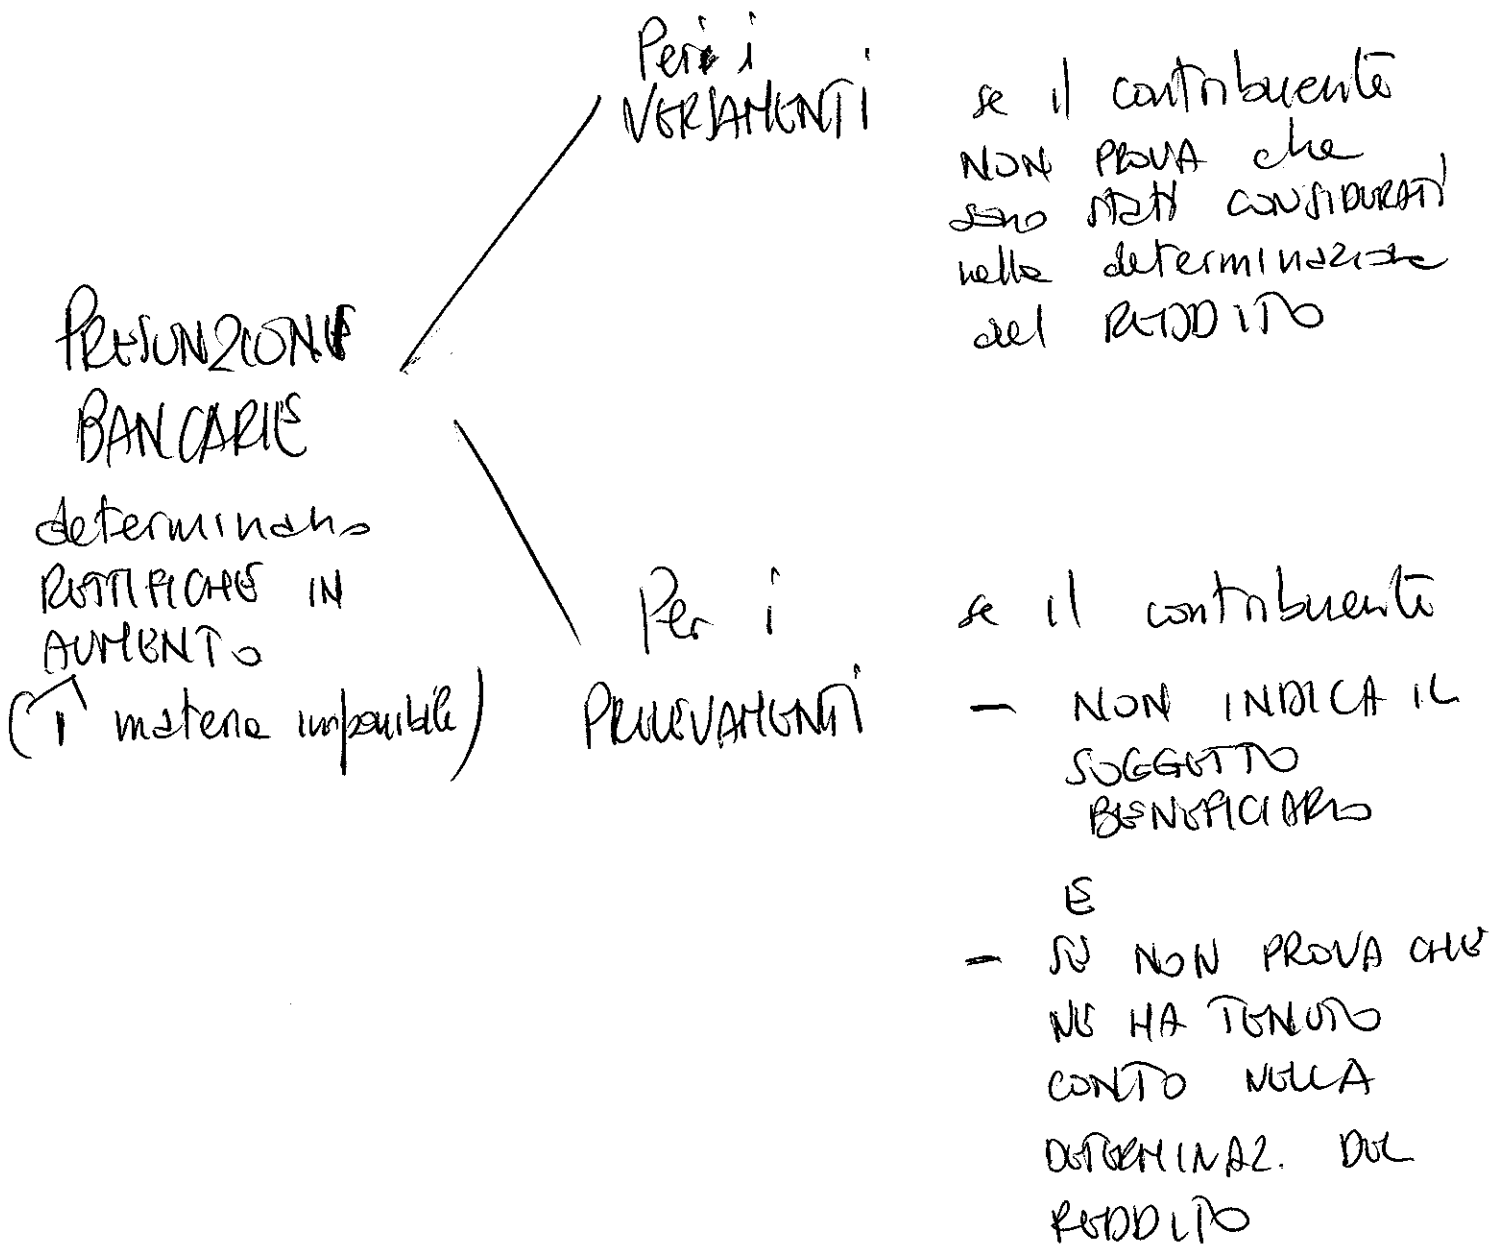 PRESUNZIONE
BANCARIE
determinano
RETTIFICHE IN
AUMENTO
(↑ materia imponibile)
Per i
VERSAMENTI
se il contribuente
NON PROVA che
sono stati CONSIDERATI
nella determinazione
del REDDITO
Per i
PRELEVAMENTI
se il contribuente
- NON INDICA IL
SOGGETTO
BENEFICIARIO
E
- SE NON PROVA CHE
NE HA TENUTO
CONTO NELLA
DETERMINAZ. DEL
REDDITO